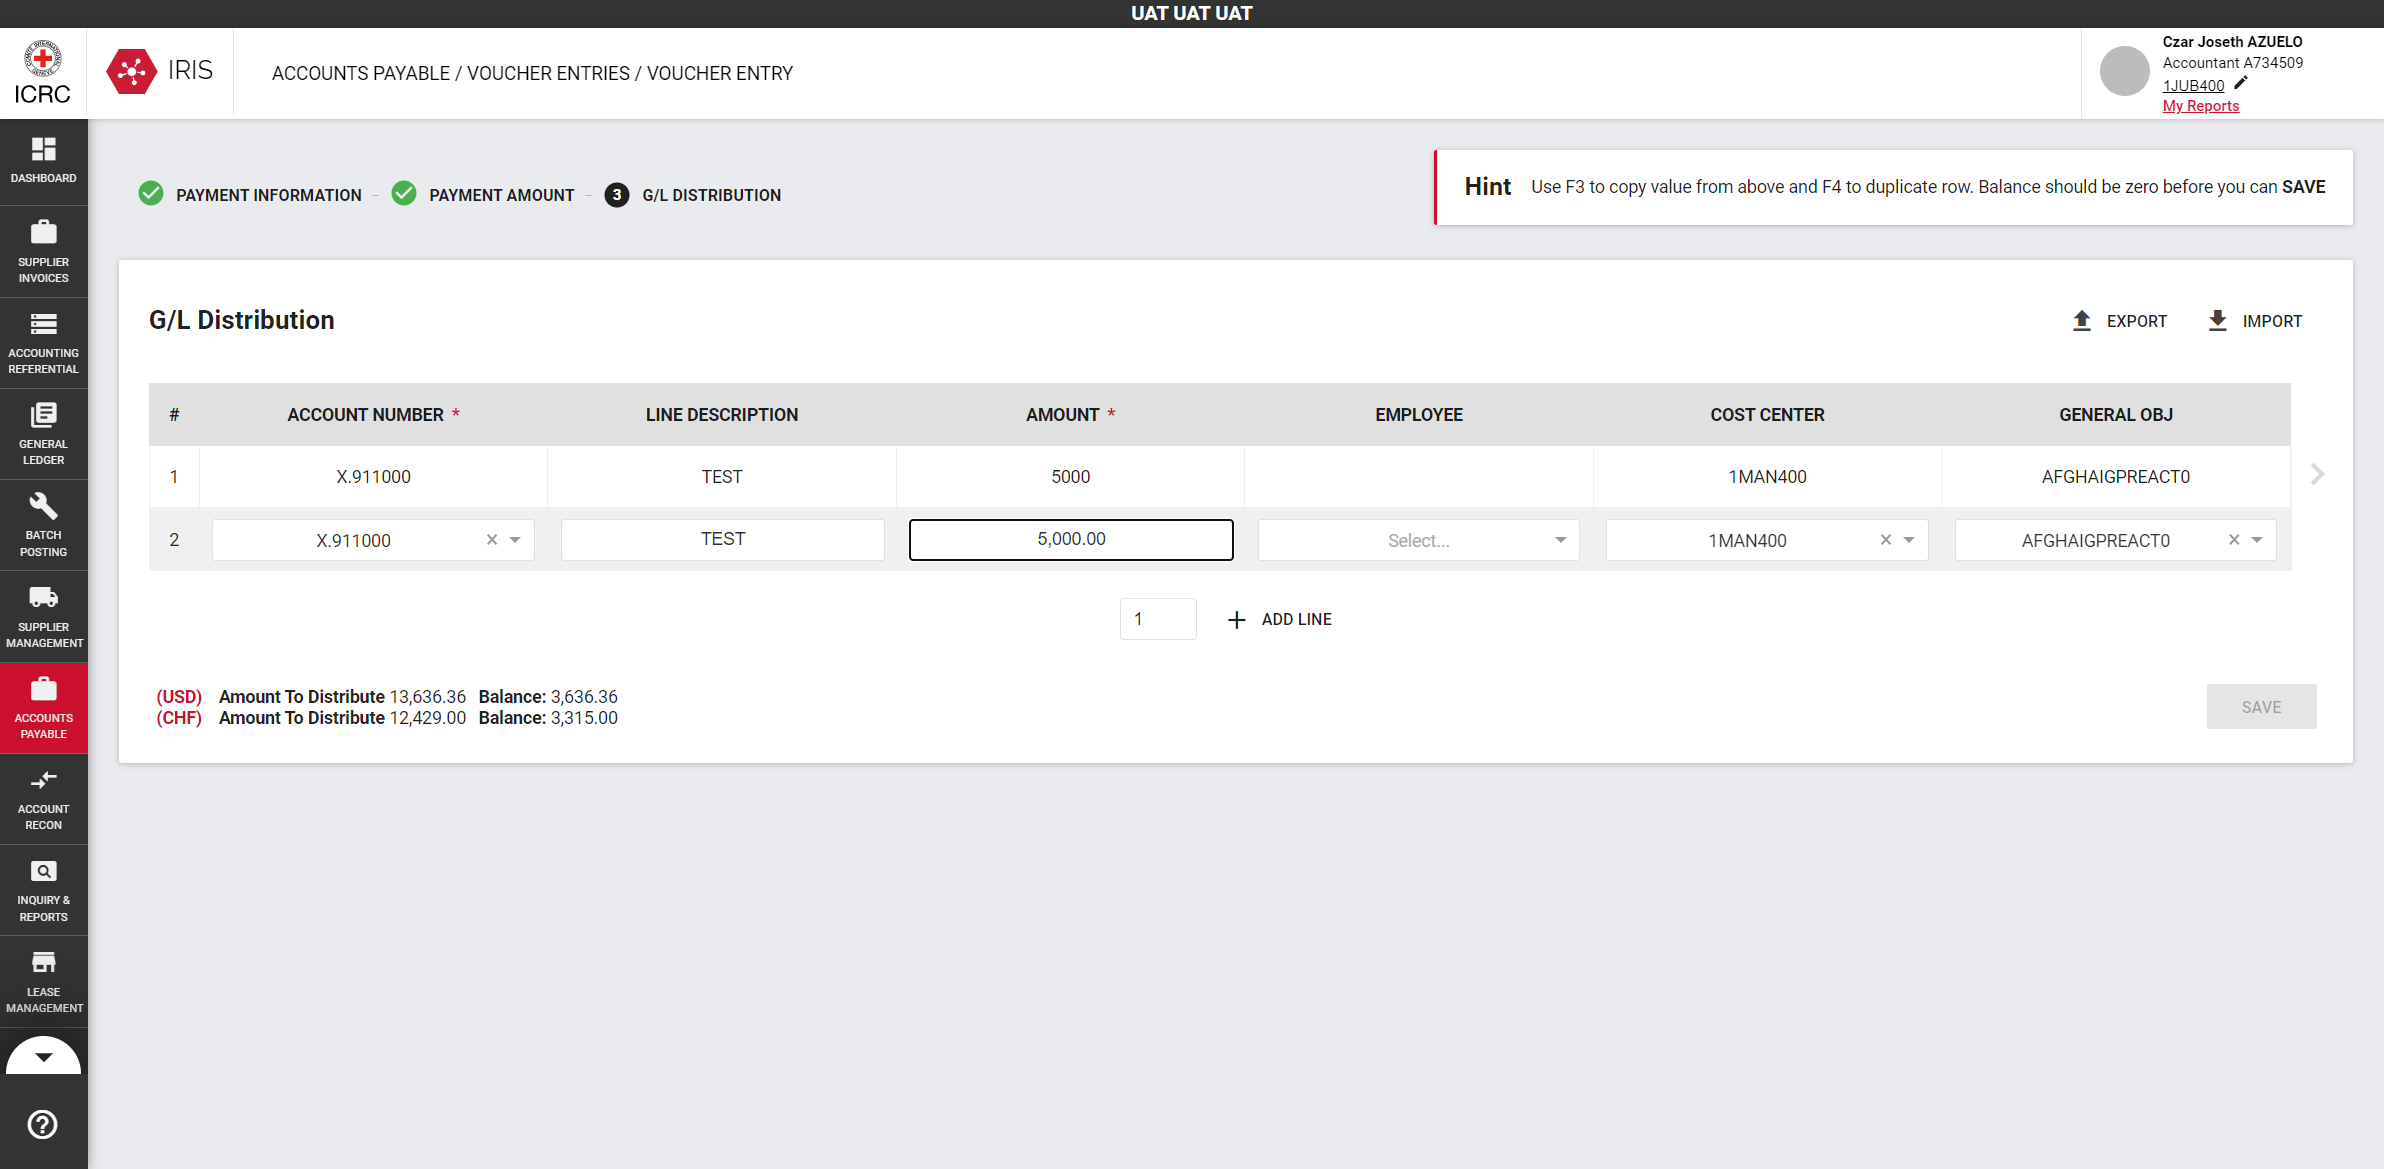 UAT UAT UAT
ICRC
IRIS
ACCOUNTS PAYABLE / VOUCHER ENTRIES / VOUCHER ENTRY
Czar Joseth AZUELO
Accountant A734509
1JUB400
My Reports
DASHBOARD
SUPPLIER
INVOICES
ACCOUNTING
REFERENTIAL
GENERAL
LEDGER
BATCH
POSTING
SUPPLIER
MANAGEMENT
ACCOUNTS
PAYABLE
ACCOUNT
RECON
INQUIRY &
REPORTS
LEASE
MANAGEMENT
PAYMENT INFORMATION – PAYMENT AMOUNT – 3 G/L DISTRIBUTION
Hint Use F3 to copy value from above and F4 to duplicate row. Balance should be zero before you can SAVE
G/L Distribution
EXPORT IMPORT
# ACCOUNT NUMBER * LINE DESCRIPTION AMOUNT * EMPLOYEE COST CENTER GENERAL OBJ
1 X.911000 TEST 5000 1MAN400 AFGHAIGPREACT0
2 X.911000 × TEST 5,000.00 Select... 1MAN400 × AFGHAIGPREACT0 ×
1 + ADD LINE
(USD) Amount To Distribute 13,636.36 Balance: 3,636.36
(CHF) Amount To Distribute 12,429.00 Balance: 3,315.00
SAVE